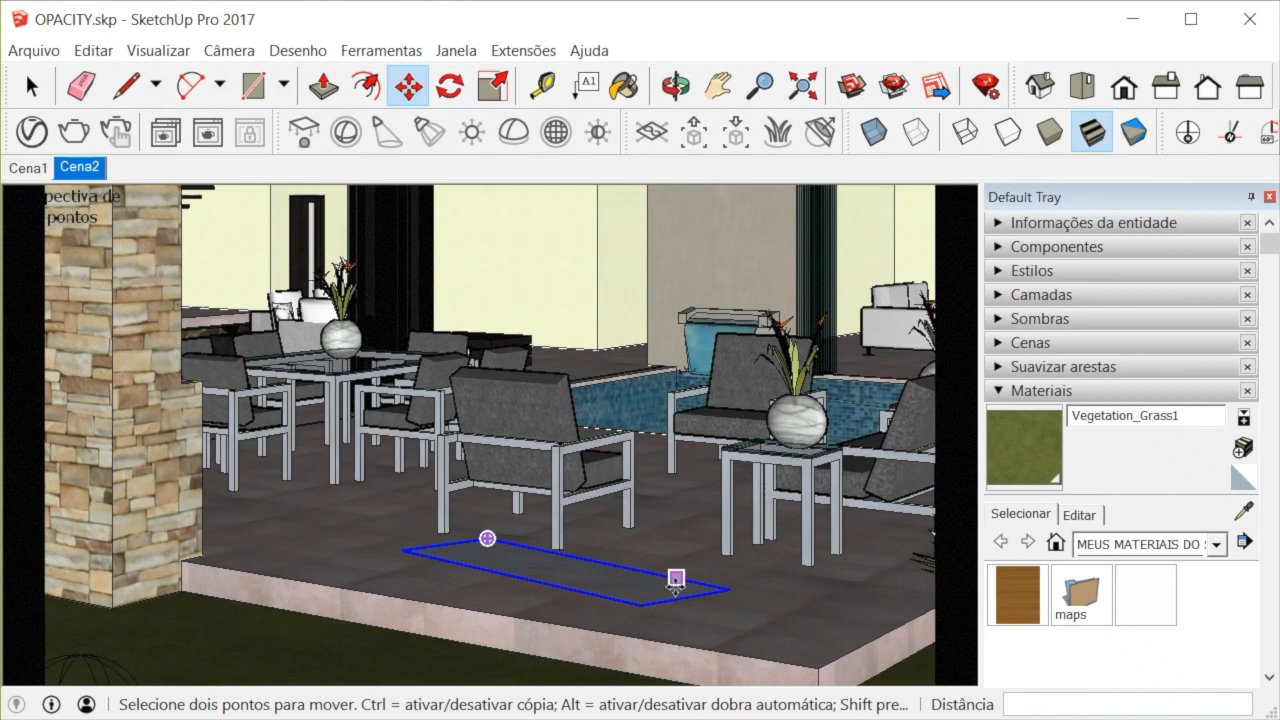 OPACITY.skp - SketchUp Pro 2017
Arquivo Editar Visualizar Câmera Desenho Ferramentas Janela Extensões Ajuda
A1
Cena1 Cena2
pectiva de
pontos
Default Tray
Informações da entidade
Componentes
Estilos
Camadas
Sombras
Cenas
Suavizar arestas
Materiais
Vegetation_Grass1
Selecionar Editar
MEUS MATERIAIS DO
maps
Selecione dois pontos para mover. Ctrl = ativar/desativar cópia; Alt = ativar/desativar dobra automática; Shift pre... Distância